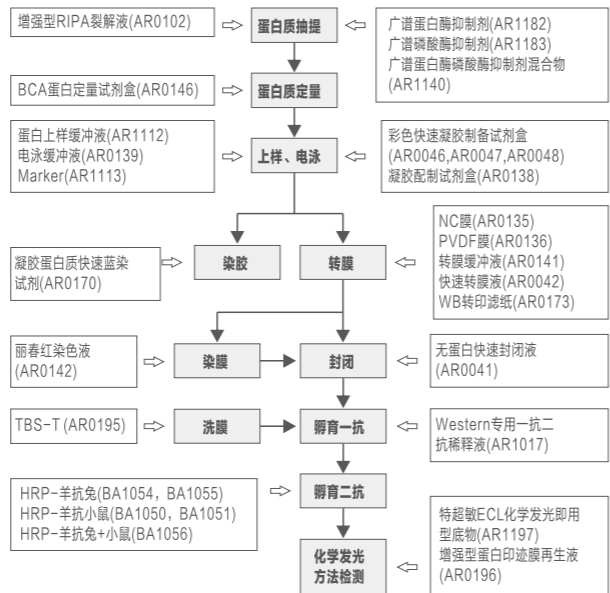 增强型RIPA裂解液(AR0102)
蛋白质抽提
广谱蛋白酶抑制剂(AR1182)
广谱磷酸酶抑制剂(AR1183)
广谱蛋白酶磷酸酶抑制剂混合物
(AR1140)
BCA蛋白定量试剂盒(AR0146)
蛋白质定量
蛋白上样缓冲液(AR1112)
电泳缓冲液(AR0139)
Marker(AR1113)
上样、电泳
彩色快速凝胶制备试剂盒
(AR0046,AR0047,AR0048)
凝胶配制试剂盒(AR0138)
凝胶蛋白质快速蓝染
试剂(AR0170)
染胶
转膜
NC膜(AR0135)
PVDF膜(AR0136)
转膜缓冲液(AR0141)
快速转膜液(AR0042)
WB转印滤纸(AR0173)
丽春红染色液
(AR0142)
染膜
封闭
无蛋白快速封闭液
(AR0041)
TBS-T(AR0195)
洗膜
孵育一抗
Western专用一抗二
抗稀释液(AR1017)
HRP-羊抗兔(BA1054，BA1055)
HRP-羊抗小鼠(BA1050，BA1051)
HRP-羊抗兔+小鼠(BA1056)
孵育二抗
化学发光
方法检测
特超敏ECL化学发光即用
型底物(AR1197)
增强型蛋白印迹膜再生液
(AR0196)